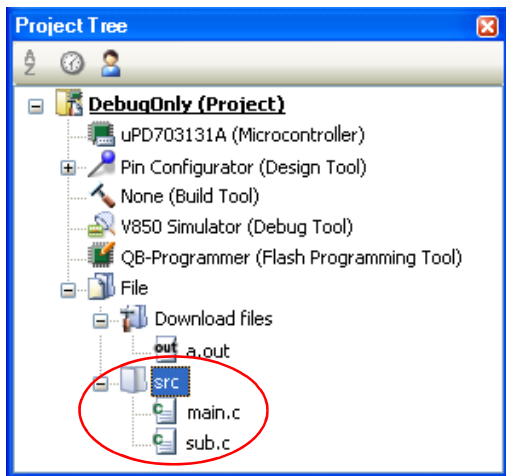 Project Tree
A
Z
DebugOnly (Project)
uPD703131A (Microcontroller)
Pin Configurator (Design Tool)
None (Build Tool)
V850 Simulator (Debug Tool)
QB-Programmer (Flash Programming Tool)
File
Download files
out a.out
src
c main.c
c sub.c